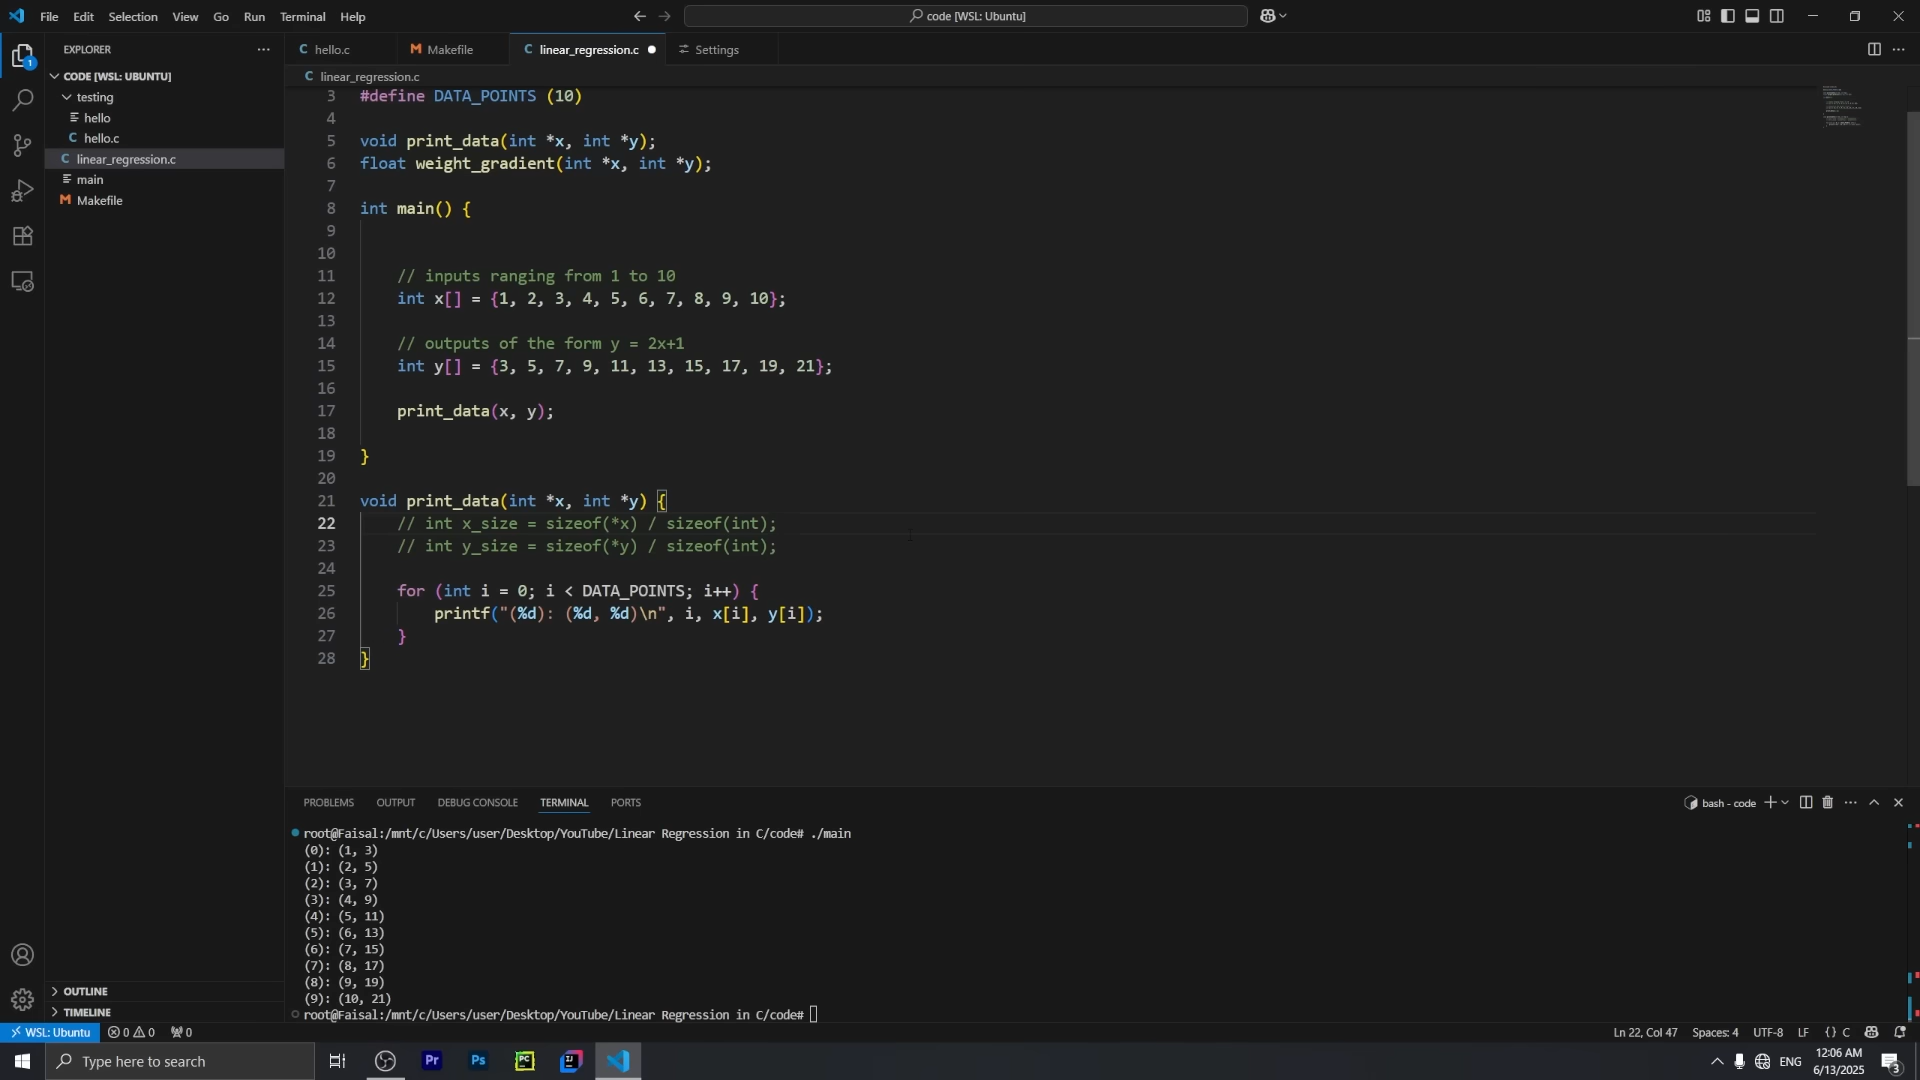 File Edit Selection View Go Run Terminal Help
code [WSL: Ubuntu]
EXPLORER
CODE [WSL: UBUNTU]
testing
hello
hello.c
linear_regression.c
main
Makefile
OUTLINE
TIMELINE
hello.c Makefile linear_regression.c Settings
linear_regression.c
3 #define DATA_POINTS (10)
4
5 void print_data(int *x, int *y);
6 float weight_gradient(int *x, int *y);
7
8 int main() {
9
10
11 // inputs ranging from 1 to 10
12 int x[] = {1, 2, 3, 4, 5, 6, 7, 8, 9, 10};
13
14 // outputs of the form y = 2x+1
15 int y[] = {3, 5, 7, 9, 11, 13, 15, 17, 19, 21};
16
17 print_data(x, y);
18
19 }
20
21 void print_data(int *x, int *y) {
22 // int x_size = sizeof(*x) / sizeof(int);
23 // int y_size = sizeof(*y) / sizeof(int);
24
25 for (int i = 0; i < DATA_POINTS; i++) {
26 printf("(%d): (%d, %d)\n", i, x[i], y[i]);
27 }
28 }
PROBLEMS OUTPUT DEBUG CONSOLE TERMINAL PORTS
bash - code
root@Faisal:/mnt/c/Users/user/Desktop/YouTube/Linear Regression in C/code# ./main
(0): (1, 3)
(1): (2, 5)
(2): (3, 7)
(3): (4, 9)
(4): (5, 11)
(5): (6, 13)
(6): (7, 15)
(7): (8, 17)
(8): (9, 19)
(9): (10, 21)
root@Faisal:/mnt/c/Users/user/Desktop/YouTube/Linear Regression in C/code#
WSL: Ubuntu 0 0 0
Ln 22, Col 47 Spaces: 4 UTF-8 LF {} C
Type here to search
Pr Ps PC IJ
ENG
12:06 AM
6/13/2025
3